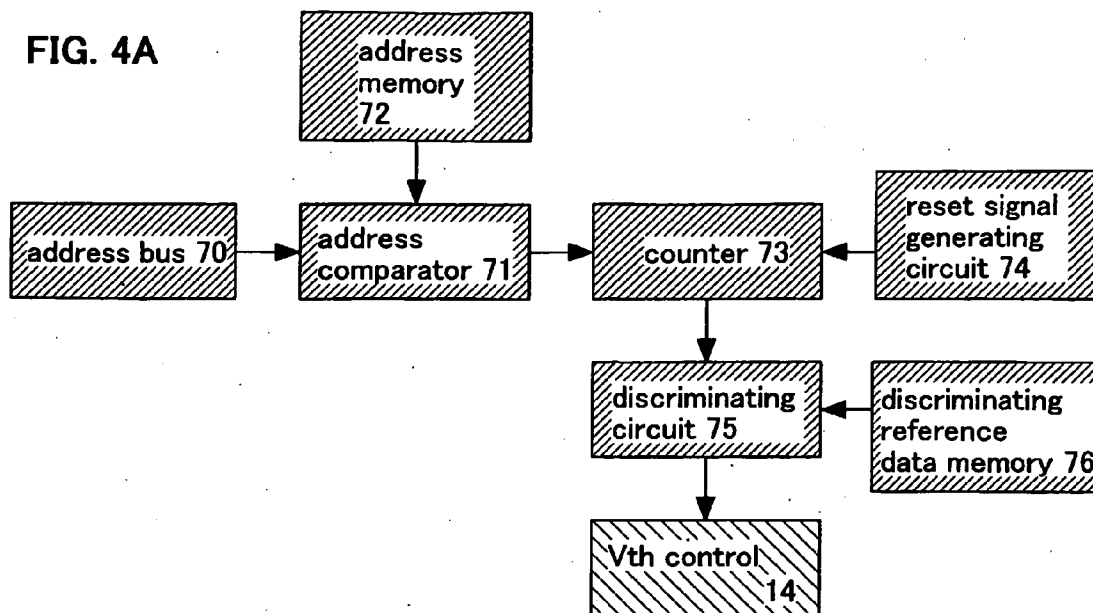 FIG. 4A
address
memory
72
address bus 70
address
comparator 71
counter 73
reset signal
generating
circuit 74
discriminating
circuit 75
discriminating
reference
data memory 76
Vth control
14